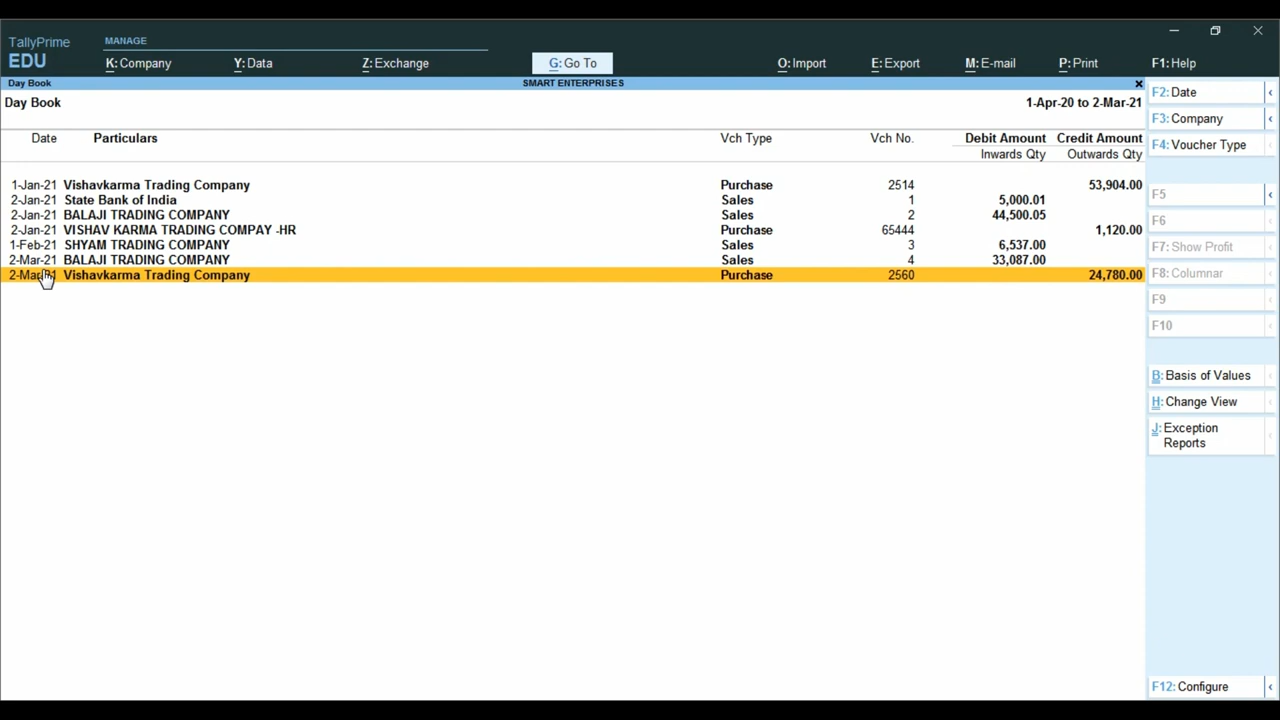 TallyPrime
EDU
MANAGE
K: Company
Y: Data
Z: Exchange
G: Go To
O: Import
E: Export
M: E-mail
P: Print
F1: Help
Day Book
SMART ENTERPRISES
Day Book
1-Apr-20 to 2-Mar-21
Date Particulars Vch Type Vch No. Debit Amount Credit Amount
Inwards Qty Outwards Qty
1-Jan-21 Vishavkarma Trading Company Purchase 2514 53,904.00
2-Jan-21 State Bank of India Sales 1 5,000.01
2-Jan-21 BALAJI TRADING COMPANY Sales 2 44,500.05
2-Jan-21 VISHAV KARMA TRADING COMPAY -HR Purchase 65444 1,120.00
1-Feb-21 SHYAM TRADING COMPANY Sales 3 6,537.00
2-Mar-21 BALAJI TRADING COMPANY Sales 4 33,087.00
2-Mar-21 Vishavkarma Trading Company Purchase 2560 24,780.00
F2: Date
F3: Company
F4: Voucher Type
F5
F6
F7: Show Profit
F8: Columnar
F9
F10
B: Basis of Values
H: Change View
J: Exception
Reports
F12: Configure